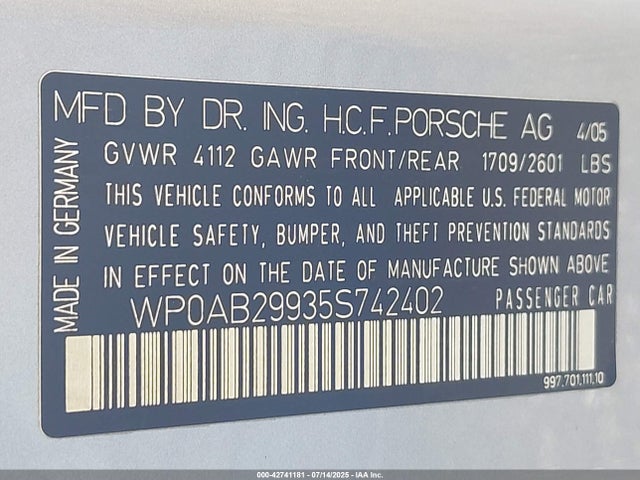 MFD BY DR. ING. H.C.F. PORSCHE AG 4/05
GVWR 4112 GAWR FRONT/REAR 1709/2601 LBS
THIS VEHICLE CONFORMS TO ALL APPLICABLE U.S. FEDERAL MOTOR
VEHICLE SAFETY, BUMPER, AND THEFT PREVENTION STANDARDS
IN EFFECT ON THE DATE OF MANUFACTURE SHOWN ABOVE
WP0AB29935S742402 PASSENGER CAR
MADE IN GERMANY
997.701.111.10
000-42741181 - 07/14/2025 - IAA Inc.